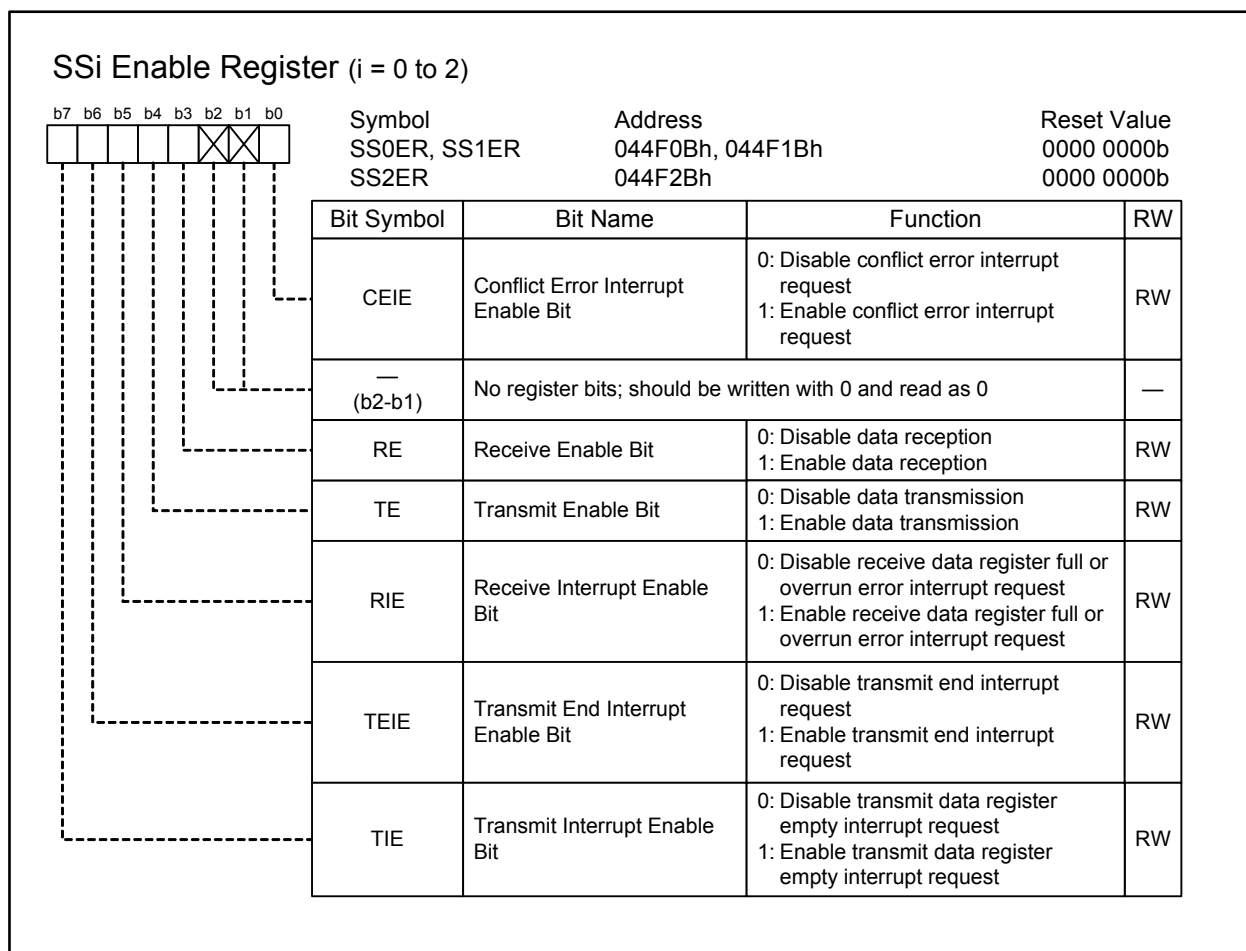 SSi Enable Register (i = 0 to 2)
b7 b6 b5 b4 b3 b2 b1 b0
Symbol Address Reset Value
SS0ER, SS1ER 044F0Bh, 044F1Bh 0000 0000b
SS2ER 044F2Bh 0000 0000b
Bit Symbol Bit Name Function RW
CEIE
Conflict Error Interrupt
Enable Bit
0: Disable conflict error interrupt
request
1: Enable conflict error interrupt
request
RW
—
(b2-b1)
No register bits; should be written with 0 and read as 0
—
RE
Receive Enable Bit
0: Disable data reception
1: Enable data reception
RW
TE
Transmit Enable Bit
0: Disable data transmission
1: Enable data transmission
RW
RIE
Receive Interrupt Enable
Bit
0: Disable receive data register full or
overrun error interrupt request
1: Enable receive data register full or
overrun error interrupt request
RW
TEIE
Transmit End Interrupt
Enable Bit
0: Disable transmit end interrupt
request
1: Enable transmit end interrupt
request
RW
TIE
Transmit Interrupt Enable
Bit
0: Disable transmit data register
empty interrupt request
1: Enable transmit data register
empty interrupt request
RW